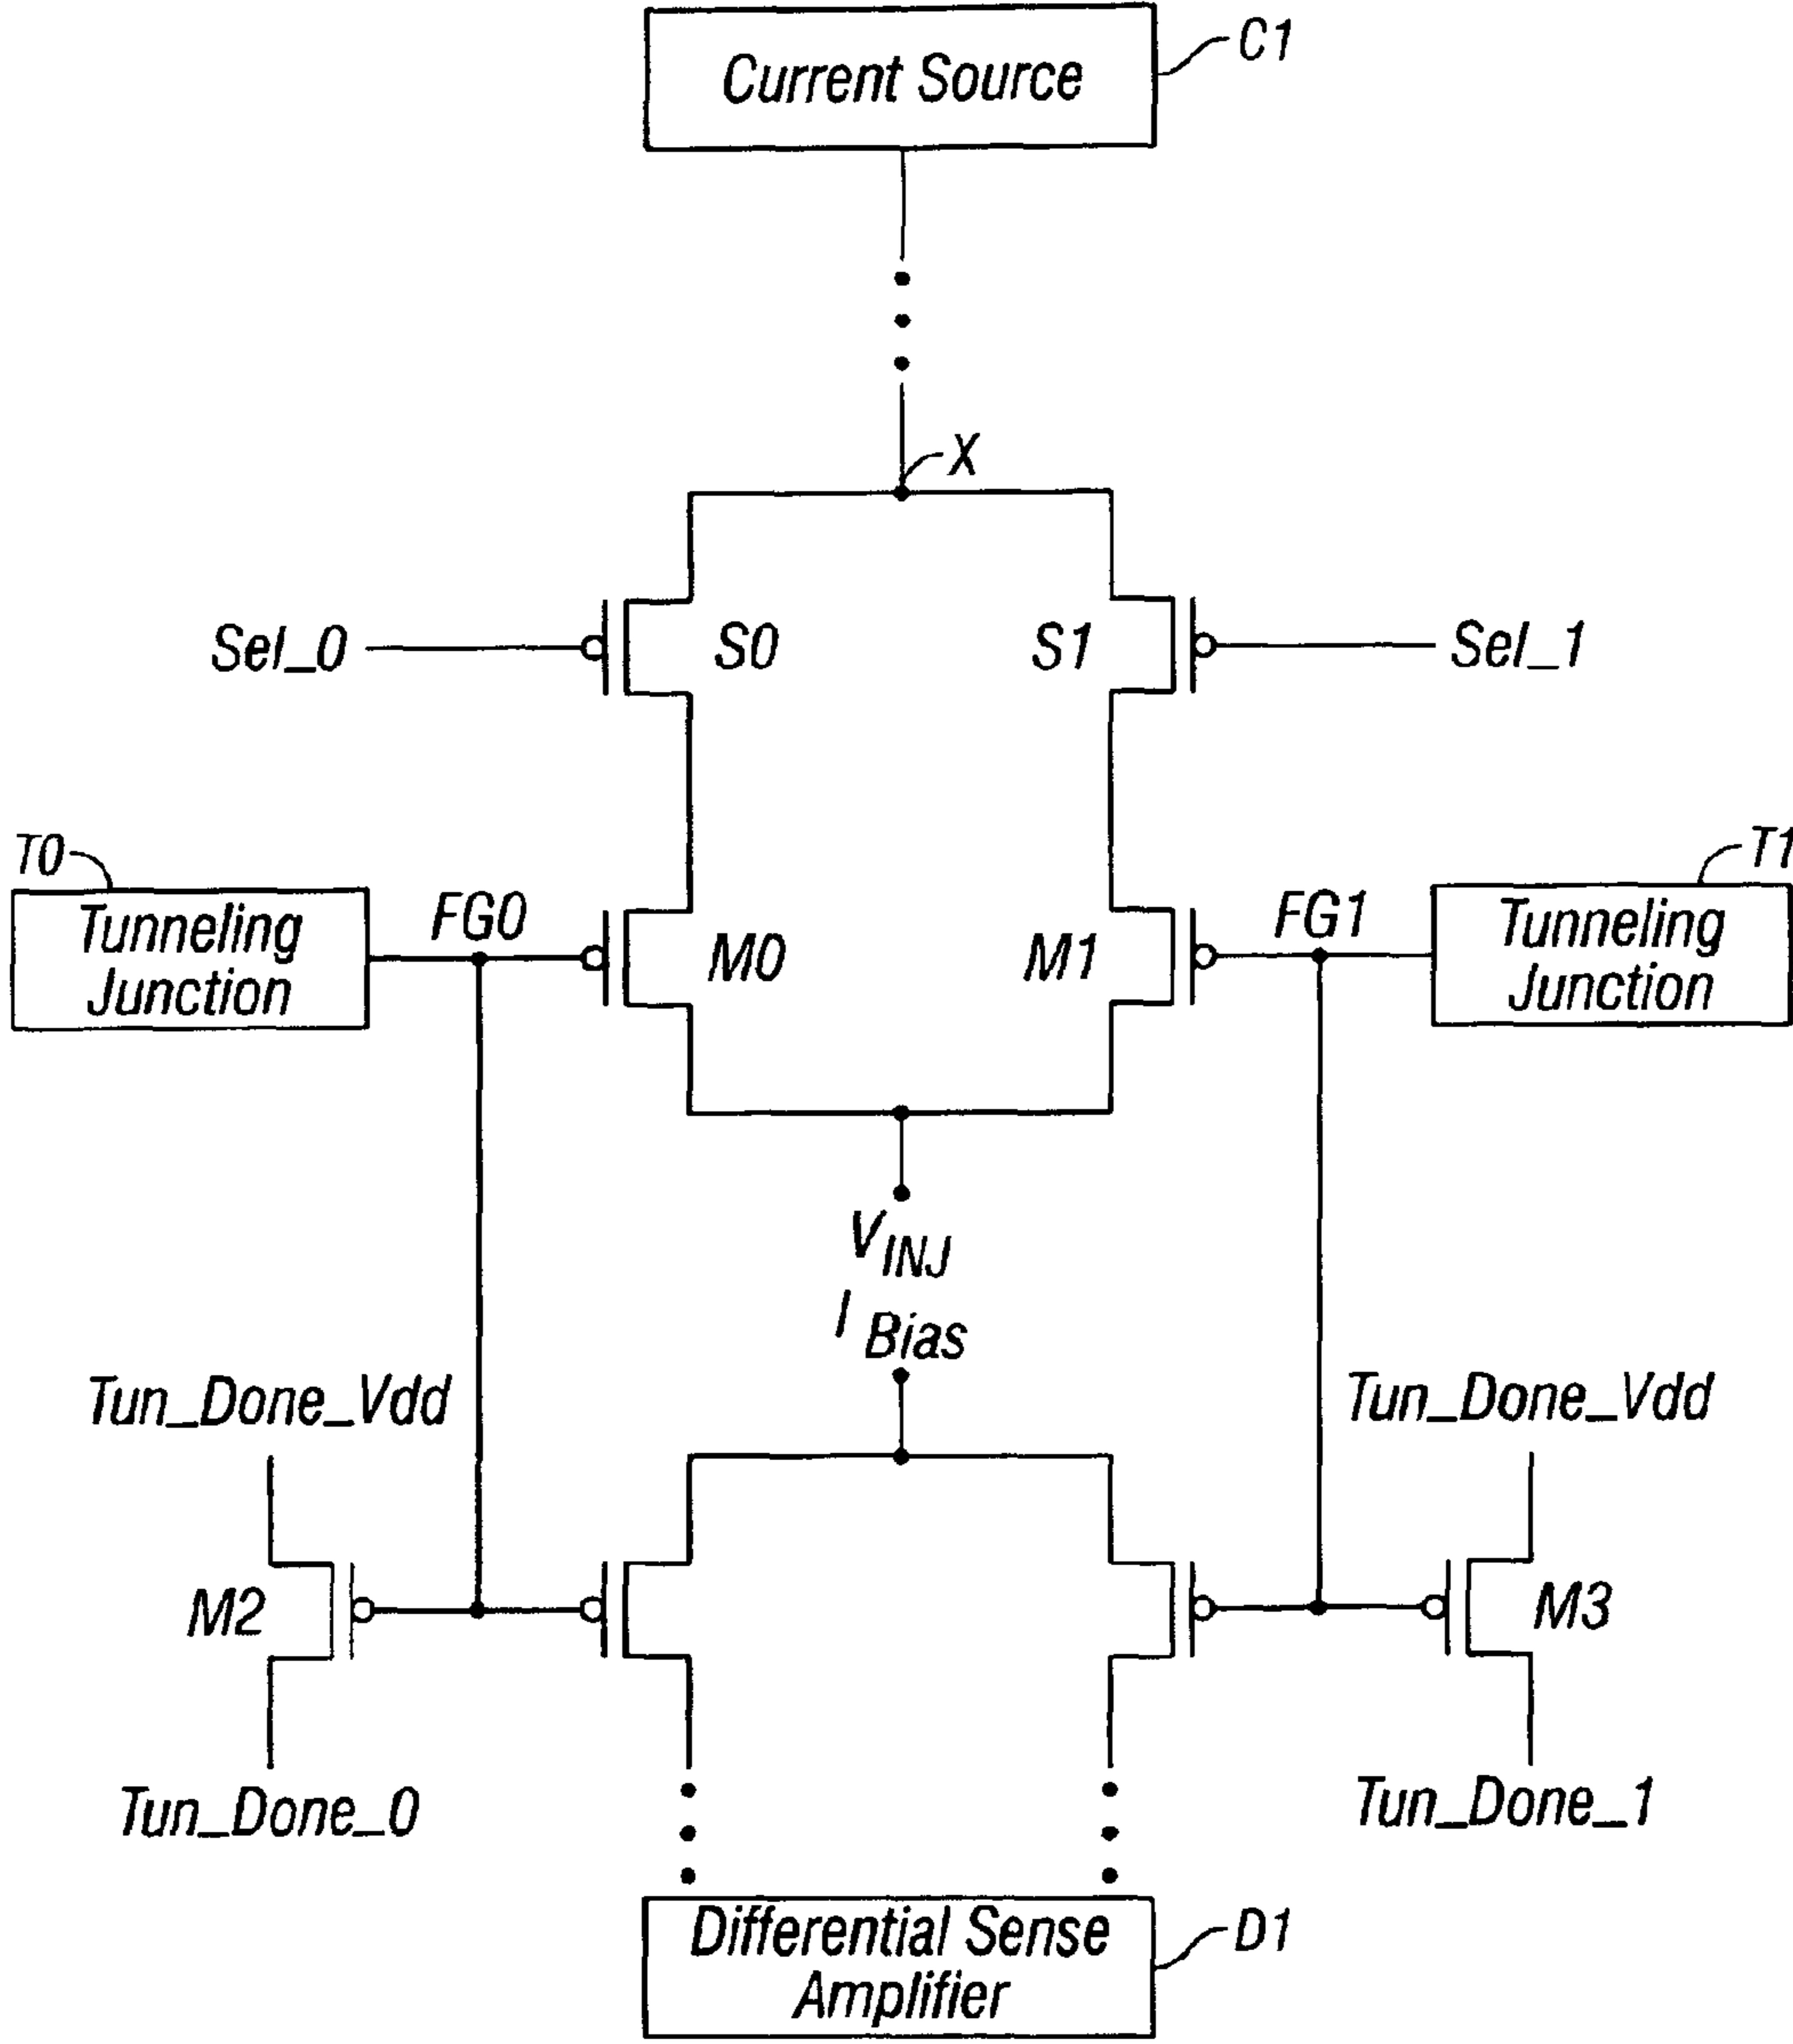 Current Source
C1
X
Sel_0
S0
S1
Sel_1
T0
T1
Tunneling
Junction
FG0
M0
M1
FG1
Tunneling
Junction
VINJ
I Bias
Tun_Done_Vdd
Tun_Done_Vdd
M2
M3
Tun_Done_0
Tun_Done_1
Differential Sense
Amplifier
D1